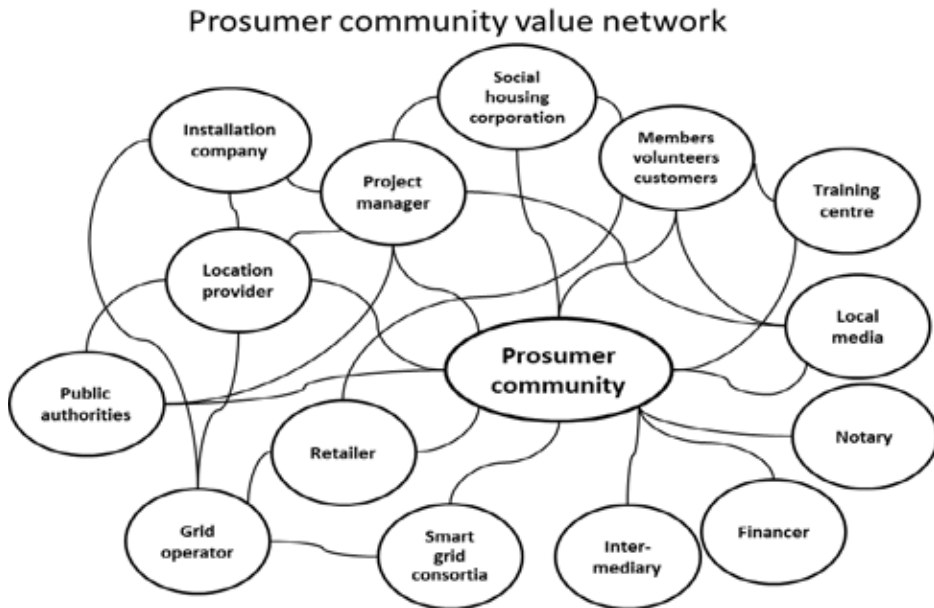 Prosumer community value network
Social
housing
corporation
Installation
company
Members
volunteers
customers
Project
manager
Training
centre
Location
provider
Local
media
Prosumer
community
Public
authorities
Retailer
Notary
Grid
operator
Smart
grid
consortia
Inter-
mediary
Financer